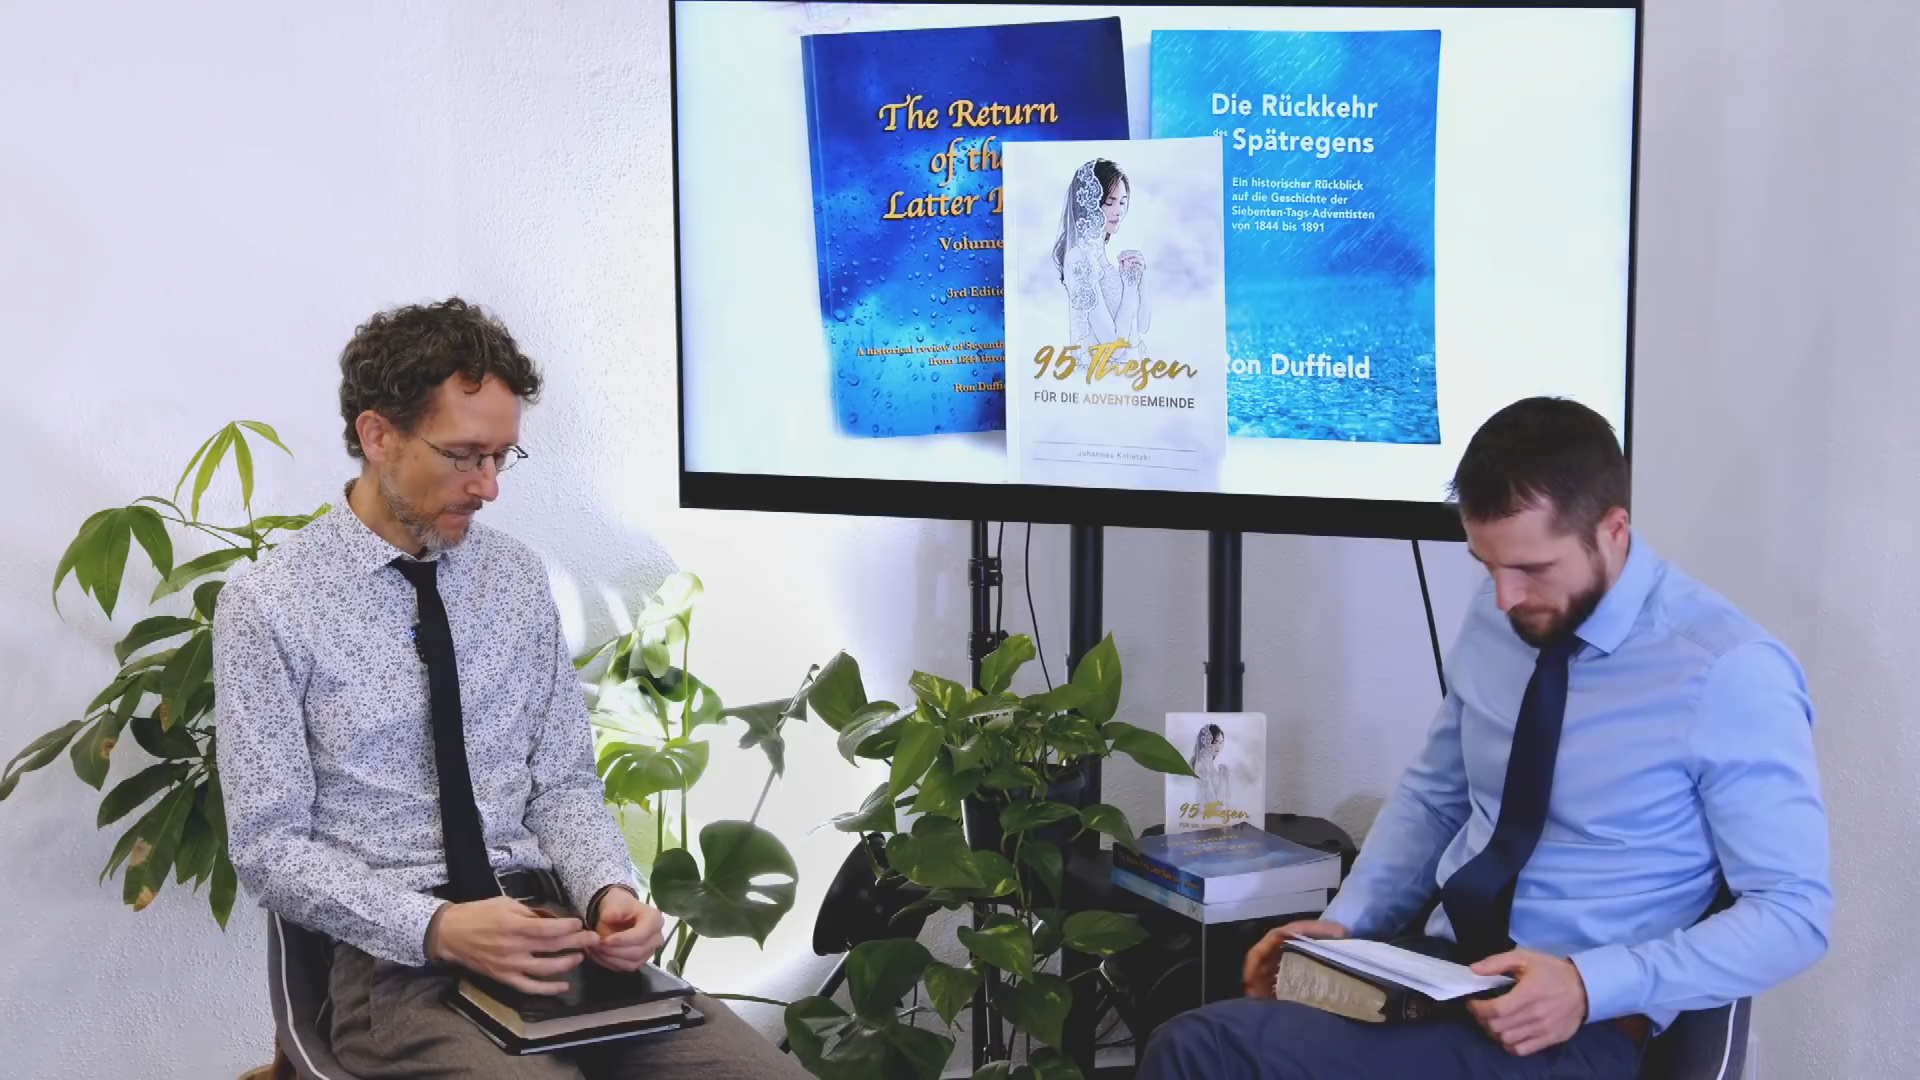 The Return
of the
Latter
Volume
3rd Edition
A historical review of Seventh
from 1844 through
Ron Duffield
Die Rückkehr
des Spätregens
Ein historischer Rückblick
auf die Geschichte der
Siebenten-Tags-Adventisten
von 1844 bis 1891
Ron Duffield
95 Thesen
FÜR DIE ADVENTGEMEINDE
Johannes Kolletzki
95 Thesen